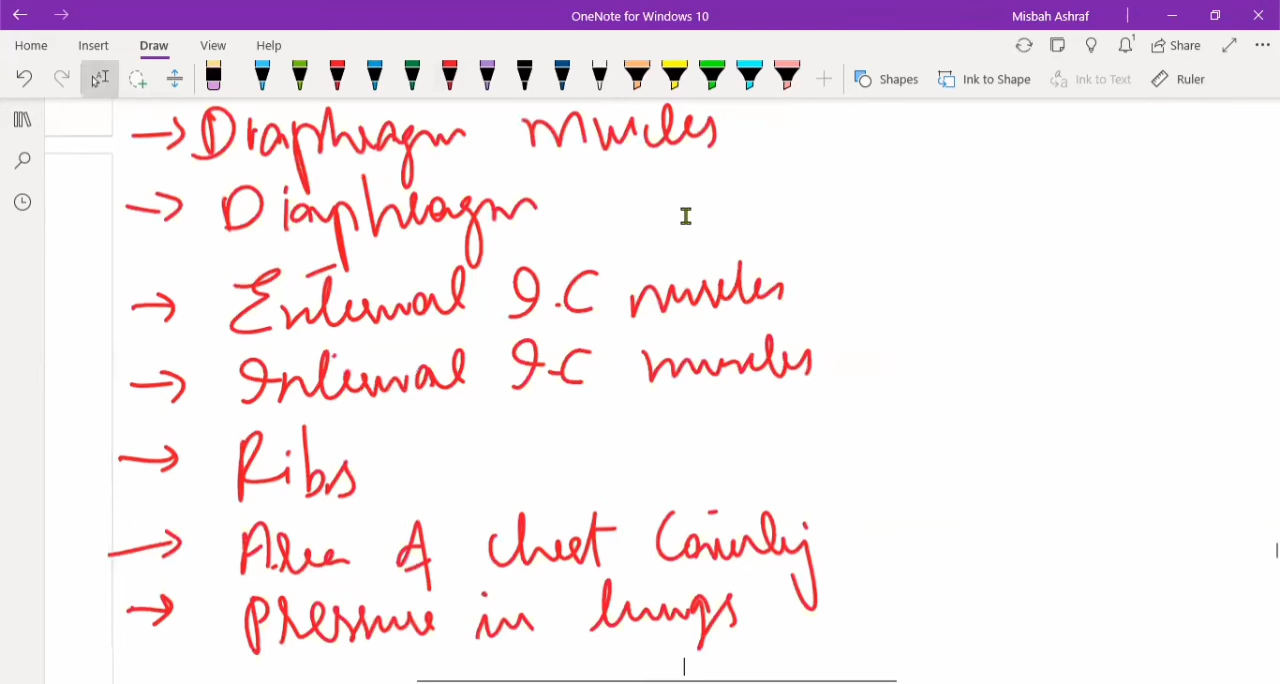 OneNote for Windows 10
Misbah Ashraf
Home Insert Draw View Help
1
Share
Shapes Ink to Shape Ink to Text Ruler
→ Diaphragm muscles
→ Diaphragm
→ External I.C muscles
→ Internal I-C muscles
→ Ribs
→ Area of chest Cavity
→ pressure in lungs